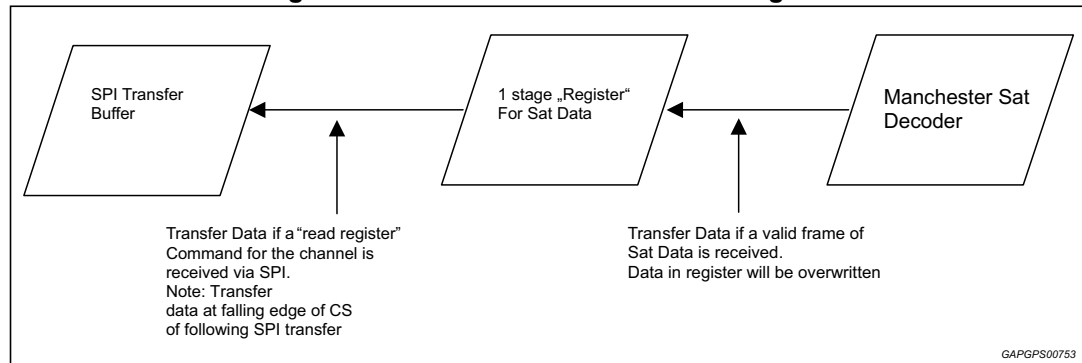 SPI Transfer
Buffer
1 stage „Register“
For Sat Data
Manchester Sat
Decoder
Transfer Data if a “read register”
Command for the channel is
received via SPI.
Note: Transfer
data at falling edge of CS
of following SPI transfer
Transfer Data if a valid frame of
Sat Data is received.
Data in register will be overwritten
GAPGPS00753